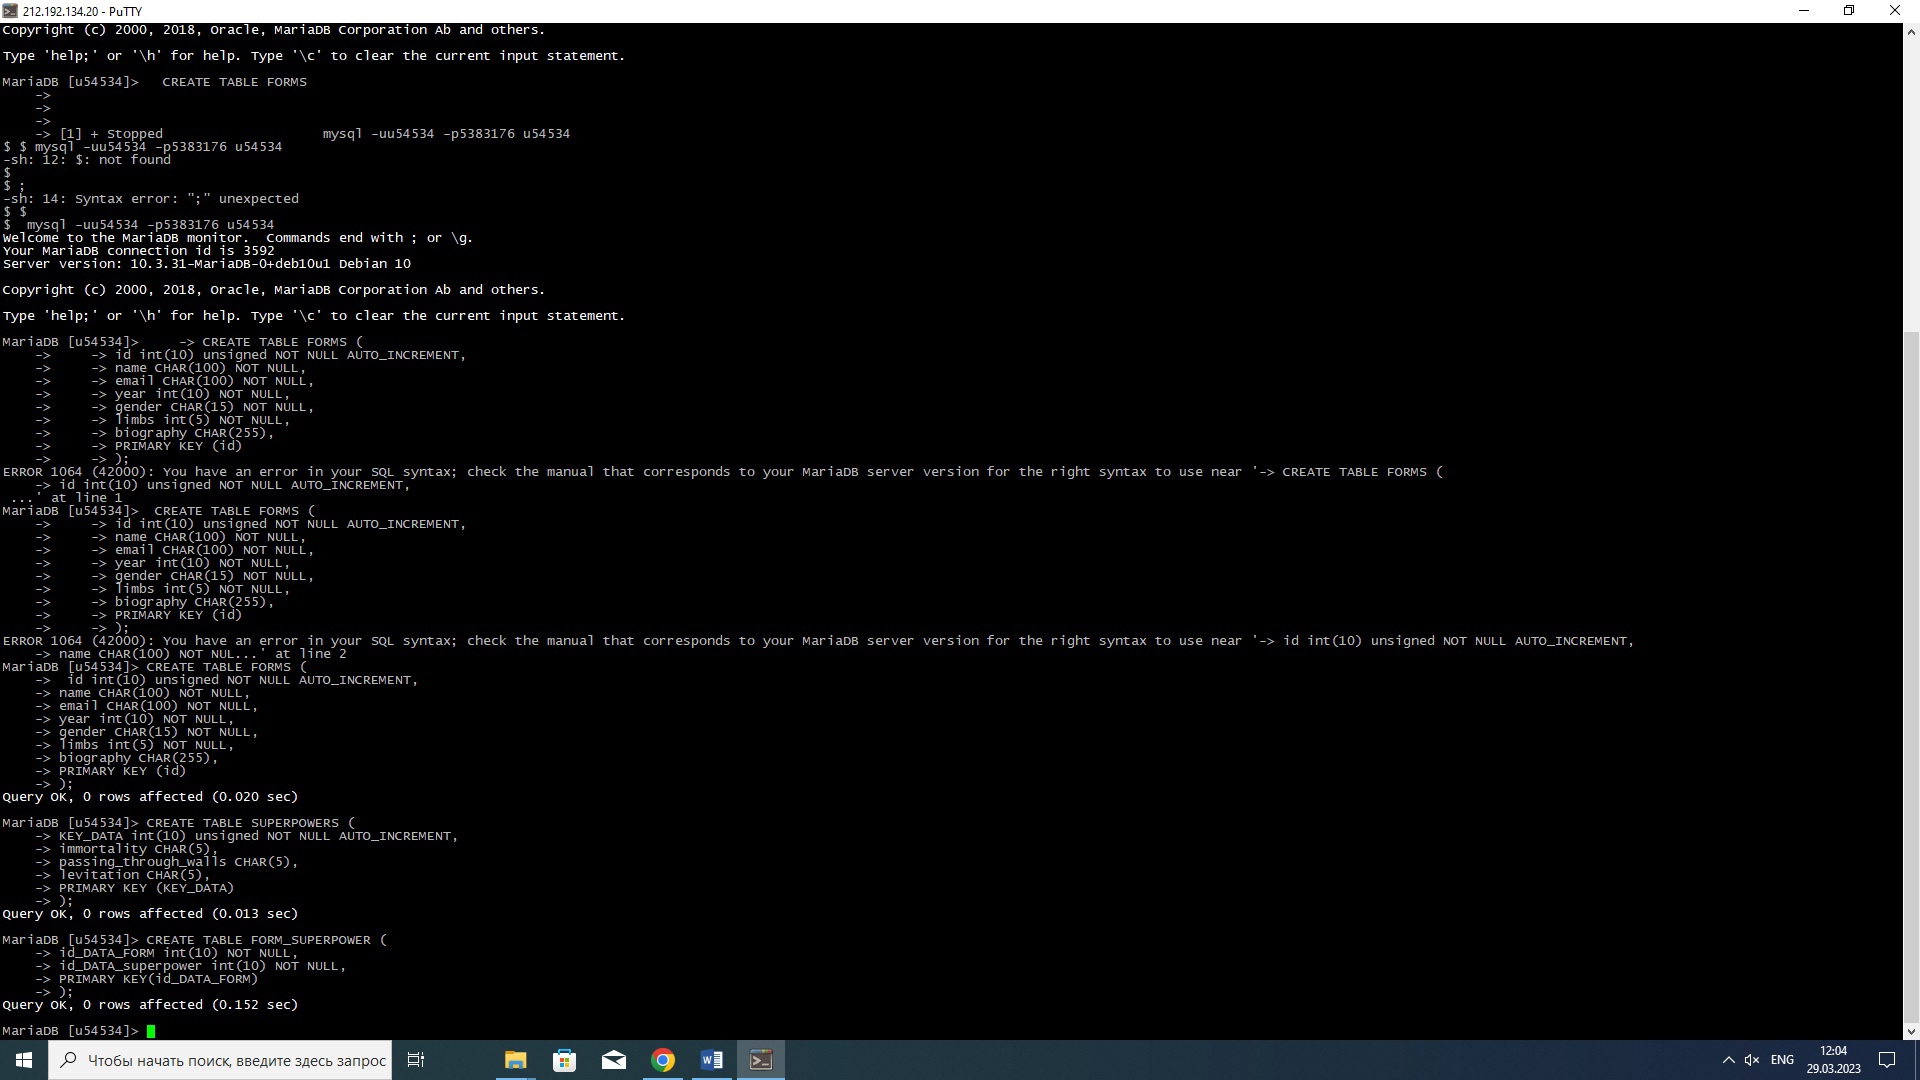 212.192.134.20 - PuTTY
Copyright (c) 2000, 2018, Oracle, MariaDB Corporation Ab and others.
Type 'help;' or '\h' for help. Type '\c' to clear the current input statement.
MariaDB [u54534]>   CREATE TABLE FORMS
    ->
    ->
    ->
    -> [1] + Stopped                    mysql -uu54534 -p5383176 u54534
$ $ mysql -uu54534 -p5383176 u54534
-sh: 12: $: not found
$
$ ;
-sh: 14: Syntax error: ";" unexpected
$ $
$  mysql -uu54534 -p5383176 u54534
Welcome to the MariaDB monitor.  Commands end with ; or \g.
Your MariaDB connection id is 3592
Server version: 10.3.31-MariaDB-0+deb10u1 Debian 10
Copyright (c) 2000, 2018, Oracle, MariaDB Corporation Ab and others.
Type 'help;' or '\h' for help. Type '\c' to clear the current input statement.
MariaDB [u54534]>     -> CREATE TABLE FORMS (
    ->     -> id int(10) unsigned NOT NULL AUTO_INCREMENT,
    ->     -> name CHAR(100) NOT NULL,
    ->     -> email CHAR(100) NOT NULL,
    ->     -> year int(10) NOT NULL,
    ->     -> gender CHAR(15) NOT NULL,
    ->     -> limbs int(5) NOT NULL,
    ->     -> biography CHAR(255),
    ->     -> PRIMARY KEY (id)
    ->     -> );
ERROR 1064 (42000): You have an error in your SQL syntax; check the manual that corresponds to your MariaDB server version for the right syntax to use near '-> CREATE TABLE FORMS (
    -> id int(10) unsigned NOT NULL AUTO_INCREMENT,
 ...' at line 1
MariaDB [u54534]>  CREATE TABLE FORMS (
    ->     -> id int(10) unsigned NOT NULL AUTO_INCREMENT,
    ->     -> name CHAR(100) NOT NULL,
    ->     -> email CHAR(100) NOT NULL,
    ->     -> year int(10) NOT NULL,
    ->     -> gender CHAR(15) NOT NULL,
    ->     -> limbs int(5) NOT NULL,
    ->     -> biography CHAR(255),
    ->     -> PRIMARY KEY (id)
    ->     -> );
ERROR 1064 (42000): You have an error in your SQL syntax; check the manual that corresponds to your MariaDB server version for the right syntax to use near '-> id int(10) unsigned NOT NULL AUTO_INCREMENT,
    -> name CHAR(100) NOT NUL...' at line 2
MariaDB [u54534]> CREATE TABLE FORMS (
    ->  id int(10) unsigned NOT NULL AUTO_INCREMENT,
    -> name CHAR(100) NOT NULL,
    -> email CHAR(100) NOT NULL,
    -> year int(10) NOT NULL,
    -> gender CHAR(15) NOT NULL,
    -> limbs int(5) NOT NULL,
    -> biography CHAR(255),
    -> PRIMARY KEY (id)
    -> );
Query OK, 0 rows affected (0.020 sec)
MariaDB [u54534]> CREATE TABLE SUPERPOWERS (
    -> KEY_DATA int(10) unsigned NOT NULL AUTO_INCREMENT,
    -> immortality CHAR(5),
    -> passing_through_walls CHAR(5),
    -> levitation CHAR(5),
    -> PRIMARY KEY (KEY_DATA)
    -> );
Query OK, 0 rows affected (0.013 sec)
MariaDB [u54534]> CREATE TABLE FORM_SUPERPOWER (
    -> id_DATA_FORM int(10) NOT NULL,
    -> id_DATA_superpower int(10) NOT NULL,
    -> PRIMARY KEY(id_DATA_FORM)
    -> );
Query OK, 0 rows affected (0.152 sec)
MariaDB [u54534]>
Чтобы начать поиск, введите здесь запрос
ENG
12:04
29.03.2023